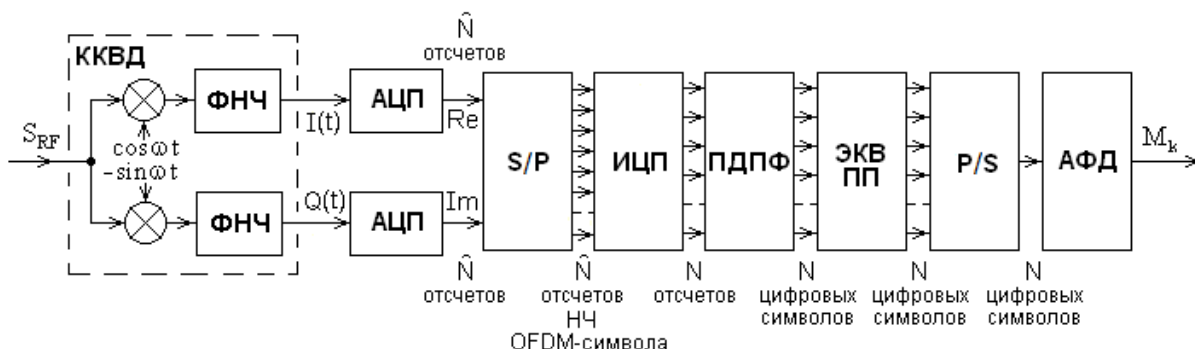 N̂
отсчетов
ККВД
ФНЧ
I(t)
АЦП
Re
S_RF
cosωt
-sinωt
S/P
ИЦП
ПДПФ
ЭКВ
ПП
P/S
АФД
M_k
ФНЧ
Q(t)
АЦП
Im
N̂
отсчетов
N̂
отсчетов
НЧ
OFDM-символа
N
отсчетов
N
цифровых
символов
N
цифровых
символов
N
цифровых
символов